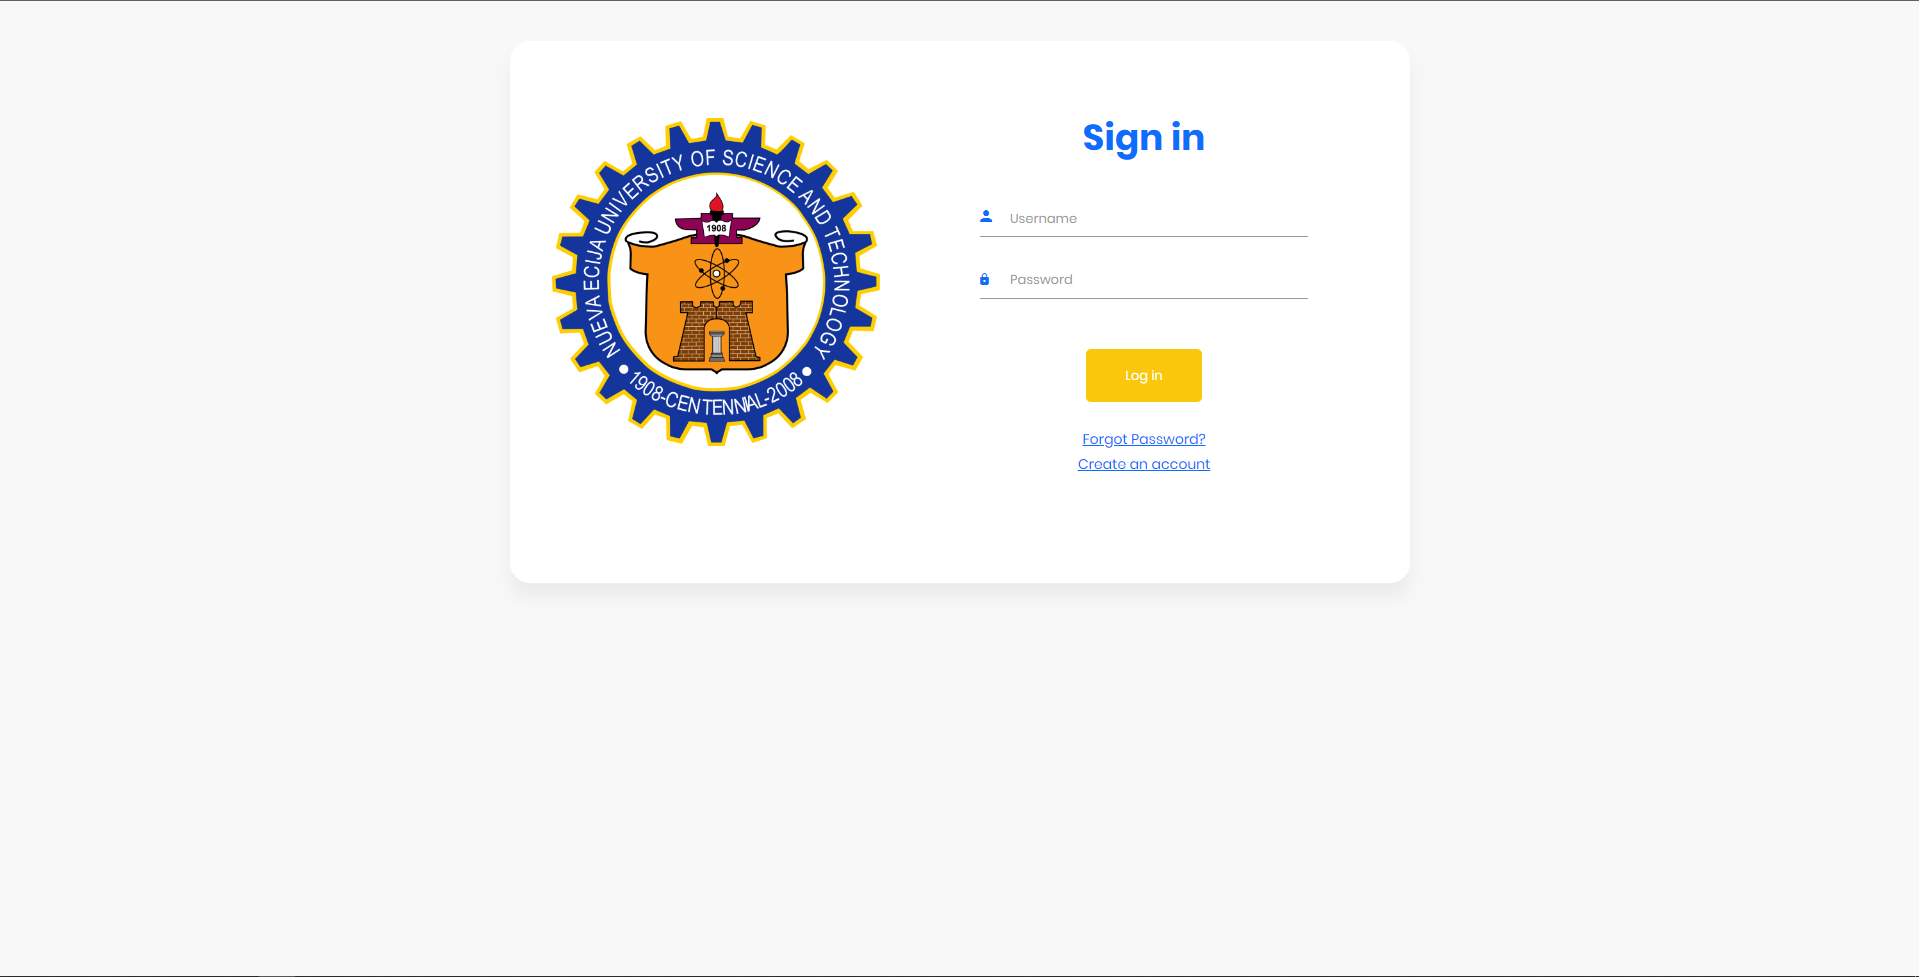 NUEVA ECIJA UNIVERSITY OF SCIENCE AND TECHNOLOGY
1908
1908-CENTENNIAL-2008
Sign in
Username
Password
Log in
Forgot Password?
Create an account